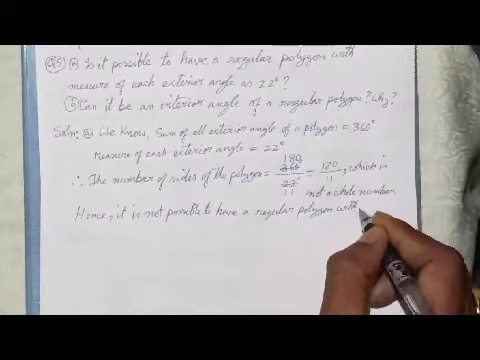 Q5) (a) Is it possible to have a regular polygon with
measure of each exterior angle as 22°?
(b) Can it be an interior angle of a regular polygon? Why?
Soln: (a) We know, Sum of all exterior angle of a polygon = 360°
Measure of each exterior angle = 22°
∴ The number of sides of the polygon = 360°/22° 180/11 = 180/11, which is
not a whole number
Hence, it is not possible to have a regular polygon with